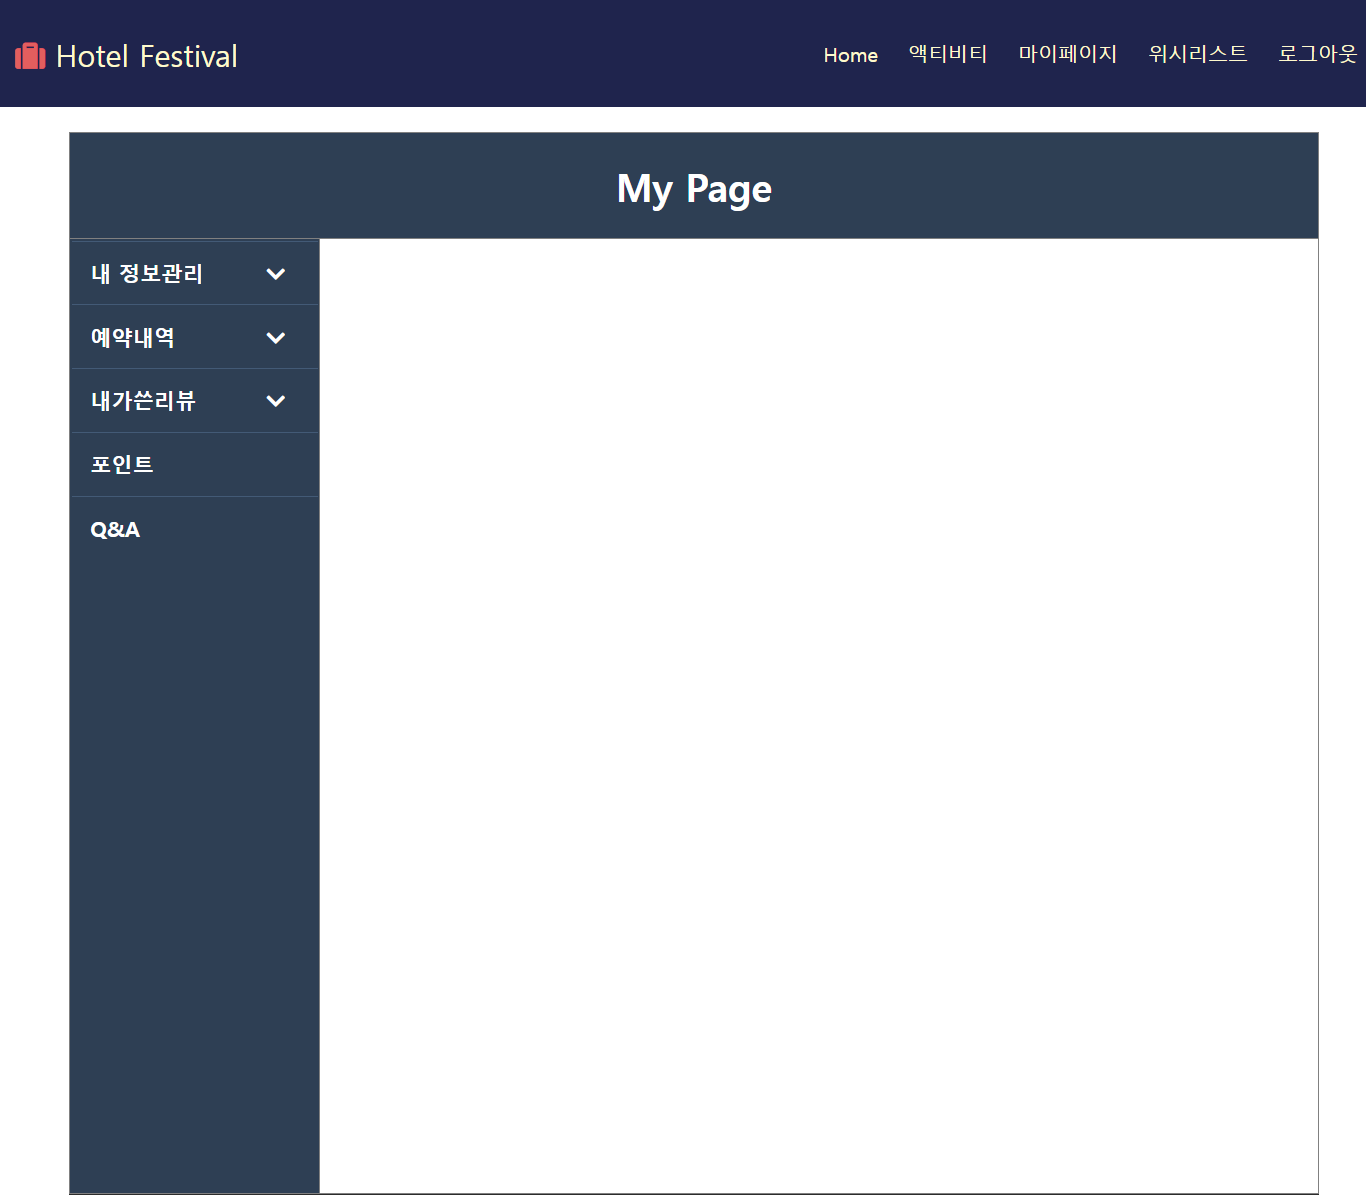 Hotel Festival
Home 액티비티 마이페이지 위시리스트 로그아웃
My Page
내 정보관리
예약내역
내가쓴리뷰
포인트
Q&A